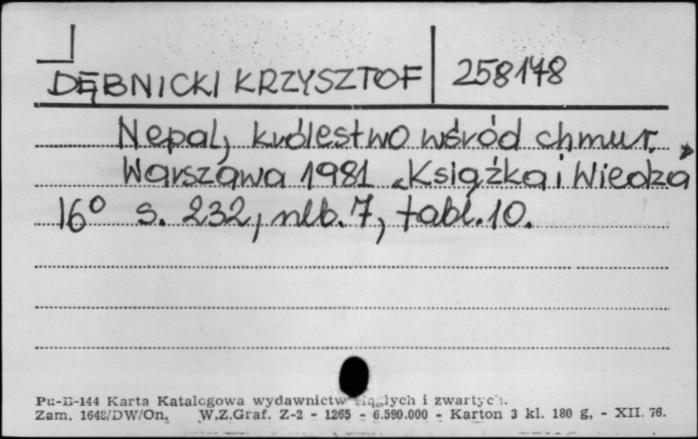 DĘBNICKI KRZYSZTOF 258148
Nepal, królestwo wśród chmur.
Warszawa 1981 „Książka i Wiedza”
16° s. 232, nlb. 7, tabl. 10.
Pu-B-144 Karta Katalogowa wydawnictw ciągłych i zwartych.
Zam. 1648/DW/On. W.Z.Graf. Z-2 - 1265 - 6.590.000 - Karton 3 kl. 180 g, - XII. 76.